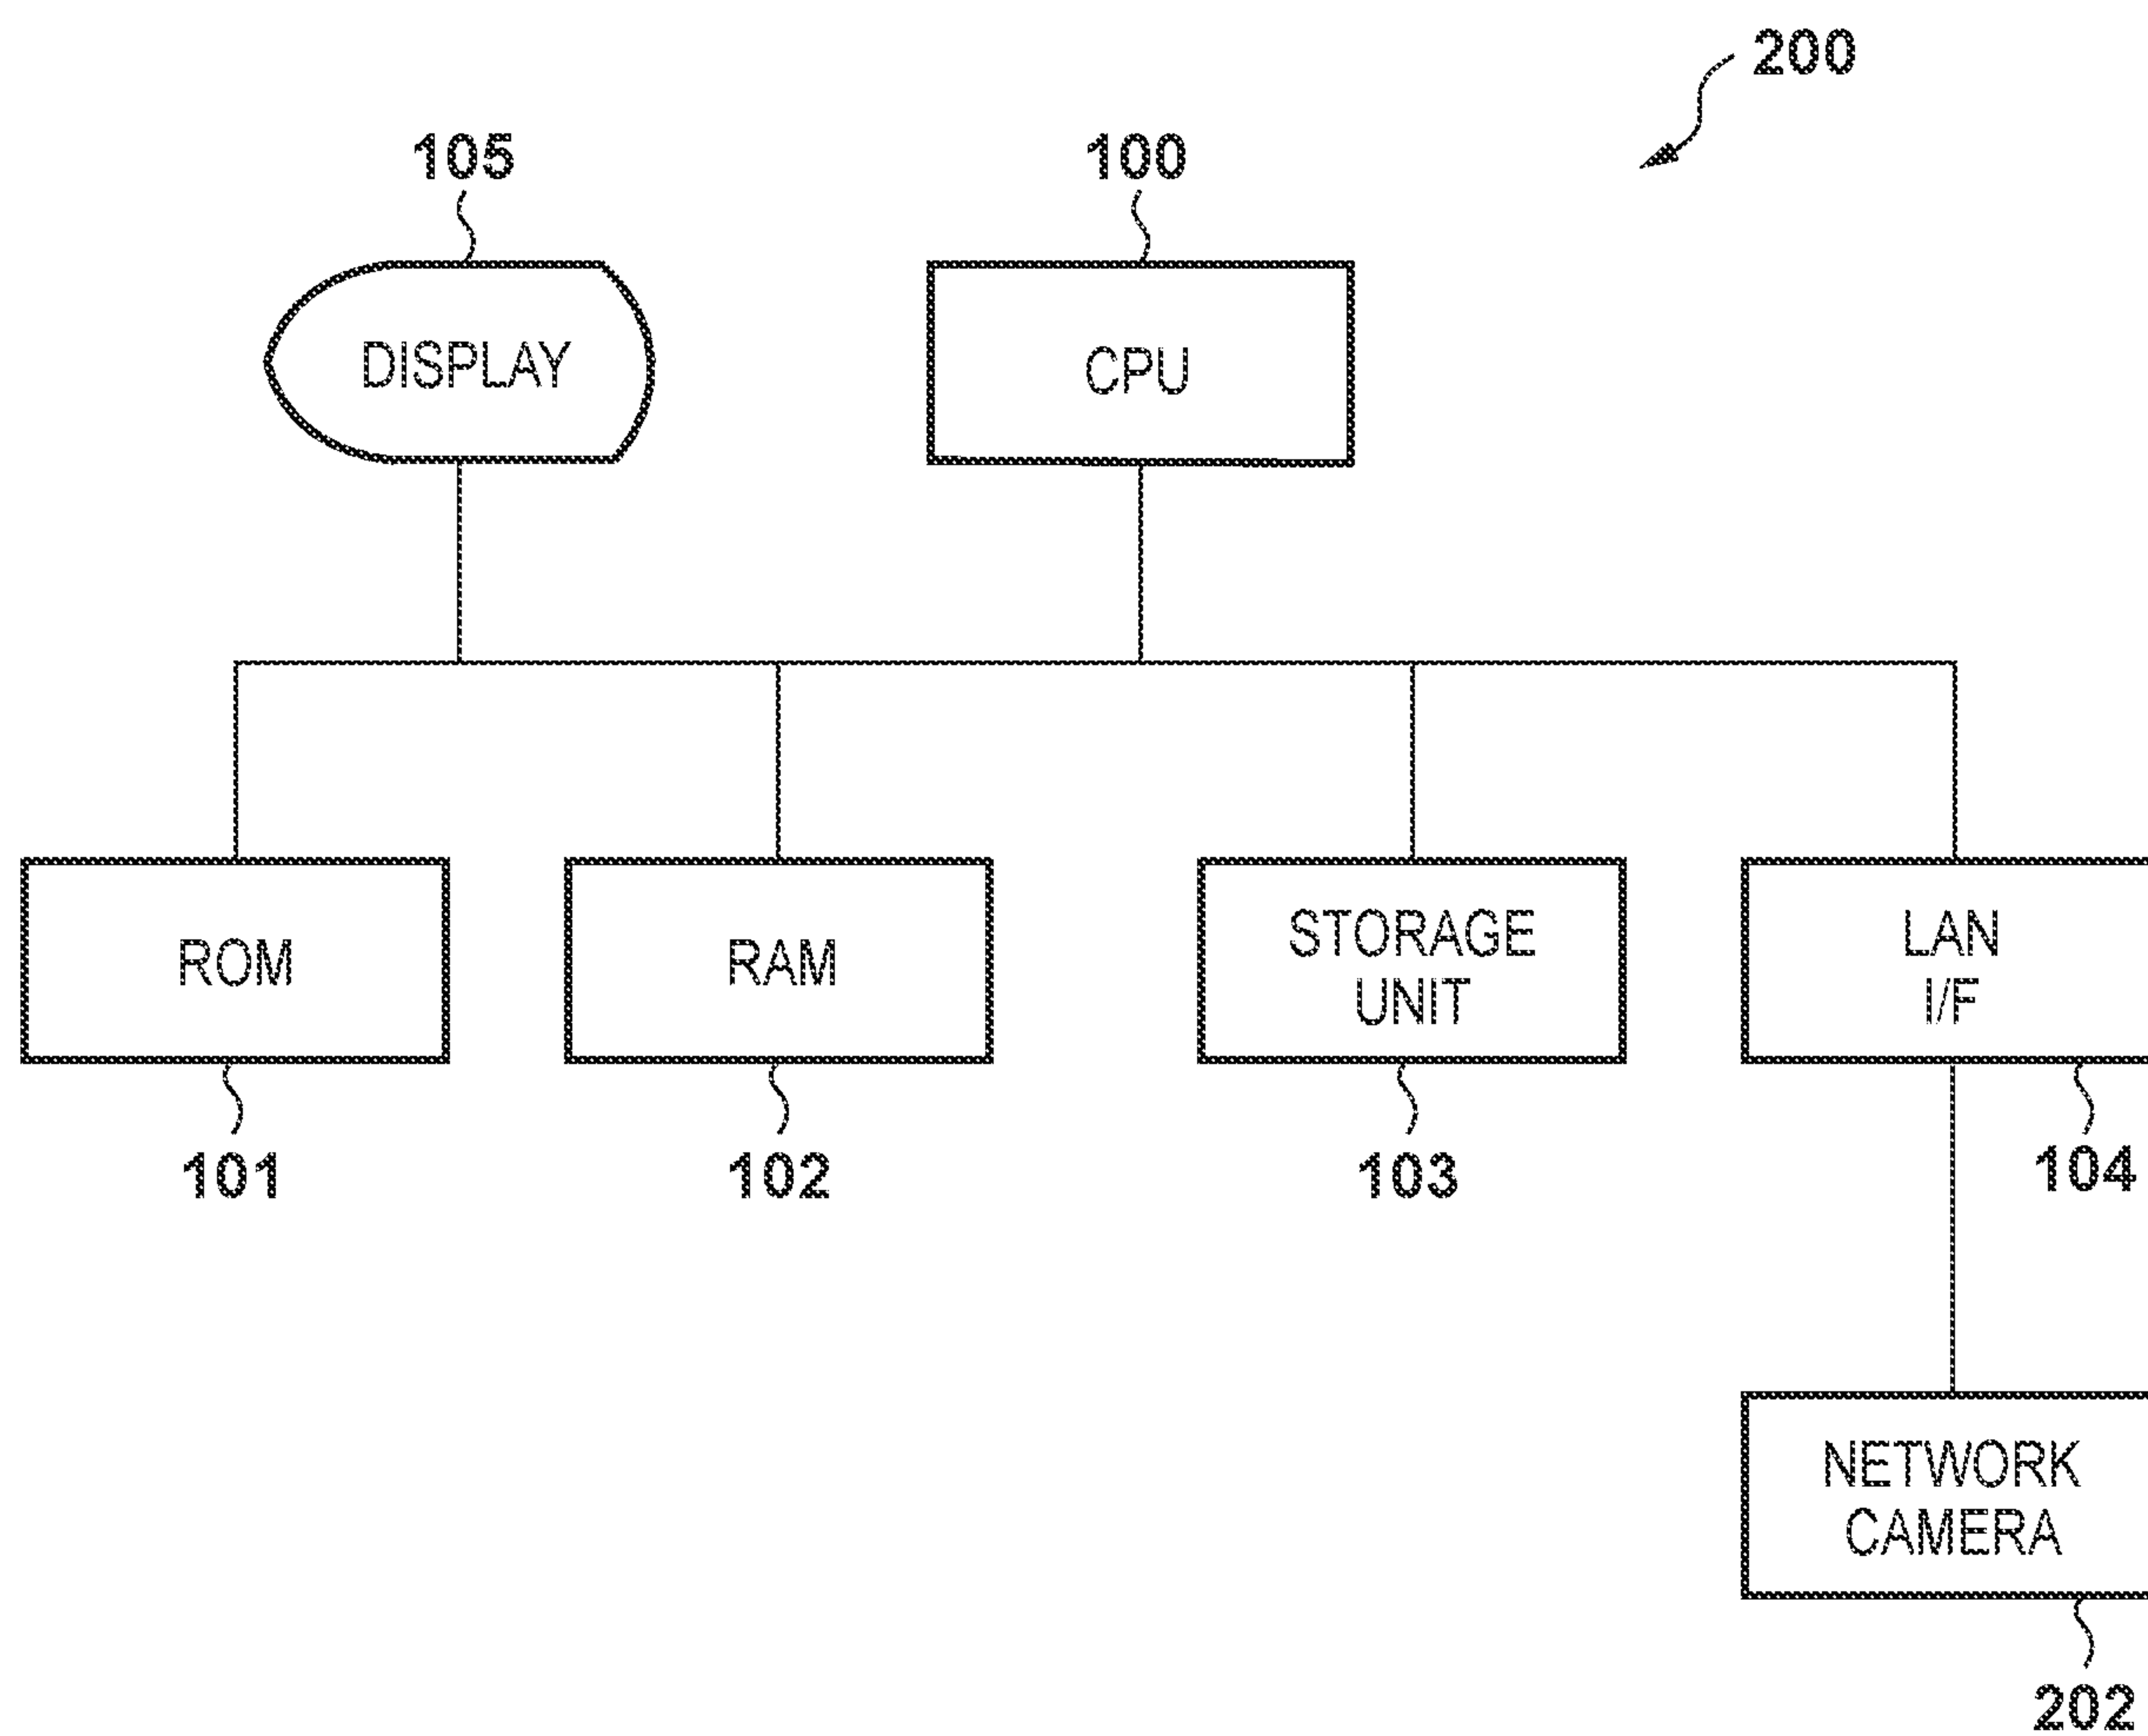 200
105
100
DISPLAY
CPU
ROM
RAM
STORAGE
UNIT
LAN
I/F
101
102
103
104
NETWORK
CAMERA
202